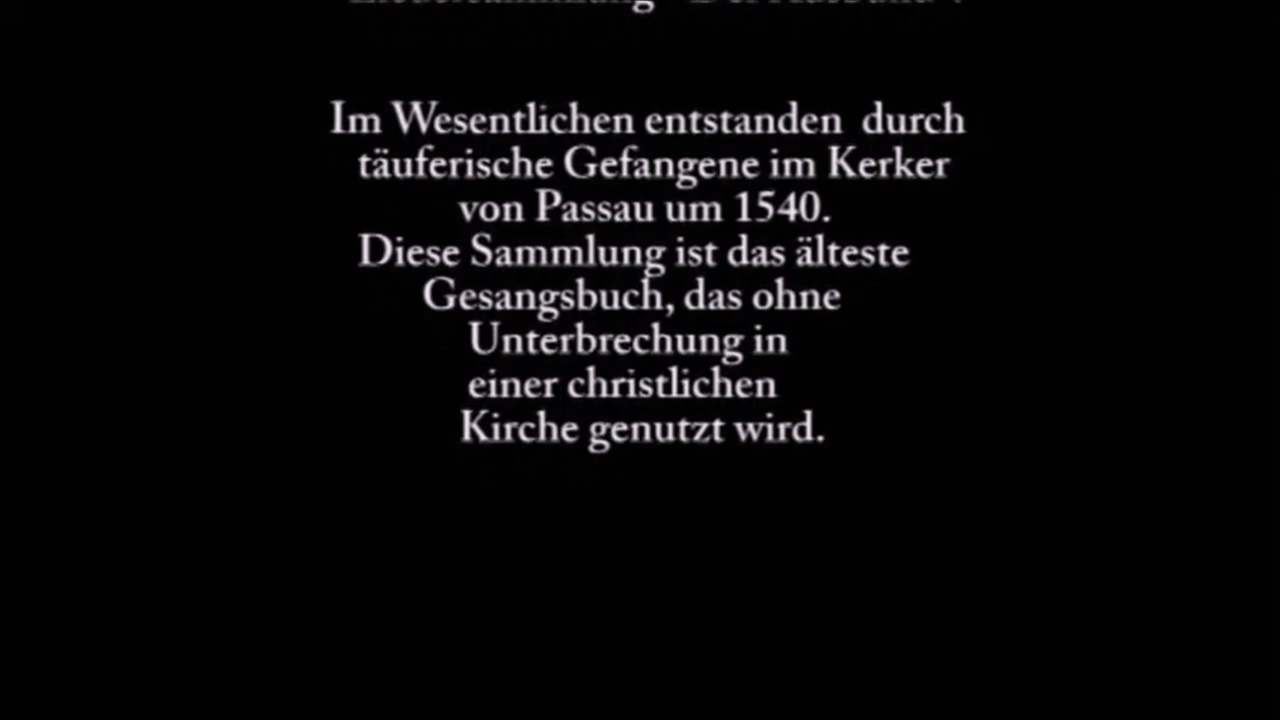 Im Wesentlichen entstanden durch
täuferische Gefangene im Kerker
von Passau um 1540.
Diese Sammlung ist das älteste
Gesangsbuch, das ohne
Unterbrechung in
einer christlichen
Kirche genutzt wird.